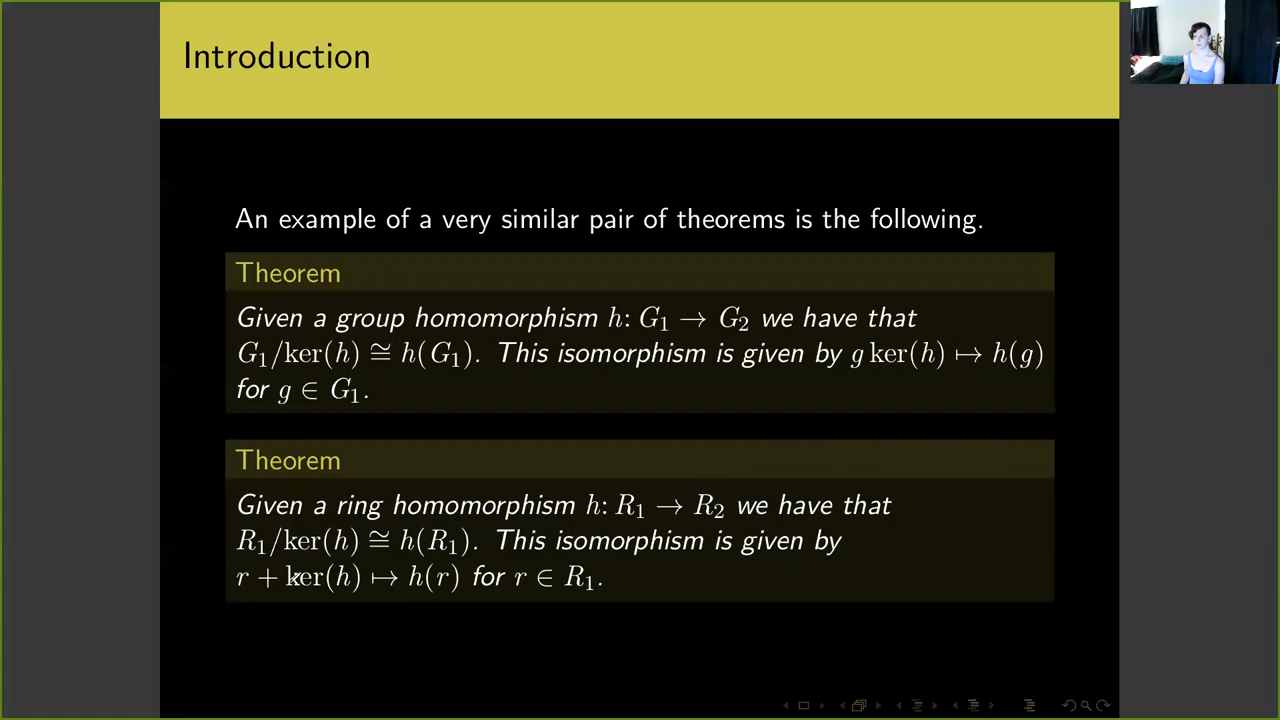 Introduction
An example of a very similar pair of theorems is the following.
Theorem
Given a group homomorphism h: G₁ → G₂ we have that
G₁/ker(h) ≅ h(G₁). This isomorphism is given by g ker(h) ↦ h(g)
for g ∈ G₁.
Theorem
Given a ring homomorphism h: R₁ → R₂ we have that
R₁/ker(h) ≅ h(R₁). This isomorphism is given by
r + ker(h) ↦ h(r) for r ∈ R₁.